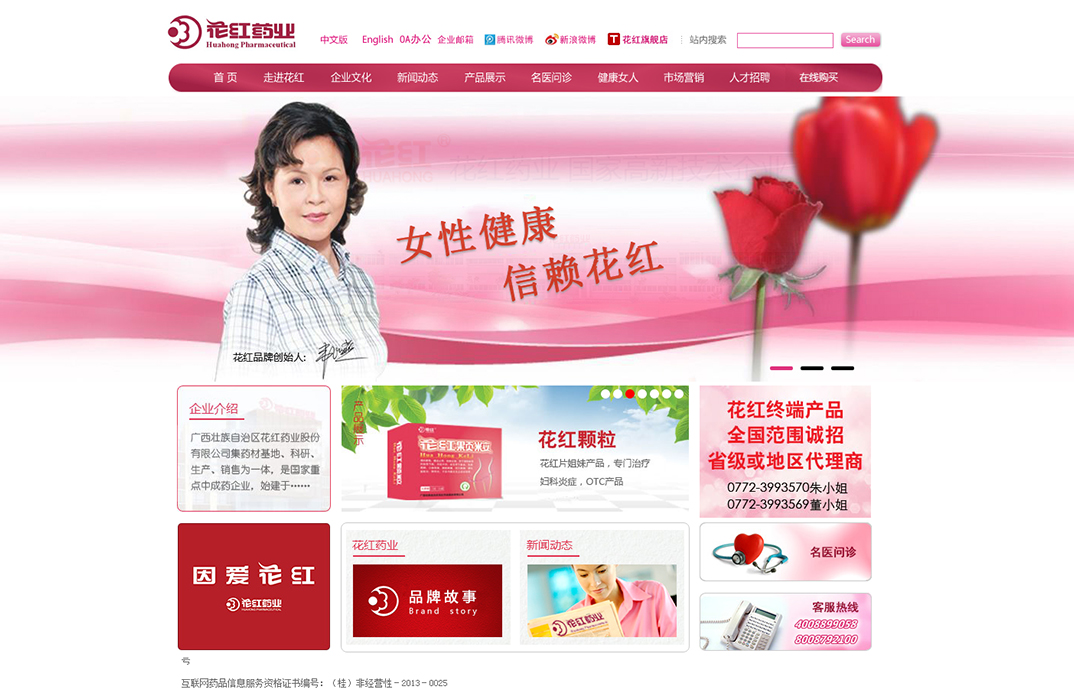 花红药业
Huahong Pharmaceutical
中文版 English OA办公 企业邮箱 腾讯微博 新浪微博 花红旗舰店 站内搜索 Search
首 页 走进花红 企业文化 新闻动态 产品展示 名医问诊 健康女人 市场营销 人才招聘 在线购买
女性健康
信赖花红
花红品牌创始人:
企业介绍
广西壮族自治区花红药业股份
有限公司集药材基地、科研、
生产、销售为一体，是国家重
点中成药企业，始建于······
产品展示
花红颗粒
花红片姐妹产品，专门治疗
妇科炎症，OTC产品
花红终端产品
全国范围诚招
省级或地区代理商
0772-3993570朱小姐
0772-3993569董小姐
因爱花红
花红药业
花红药业
品牌故事
Brand story
新闻动态
花红药业
名医问诊
客服热线
4008899058
8008792100
亏
互联网药品信息服务资格证书编号：（桂）非经营性－2013－0025